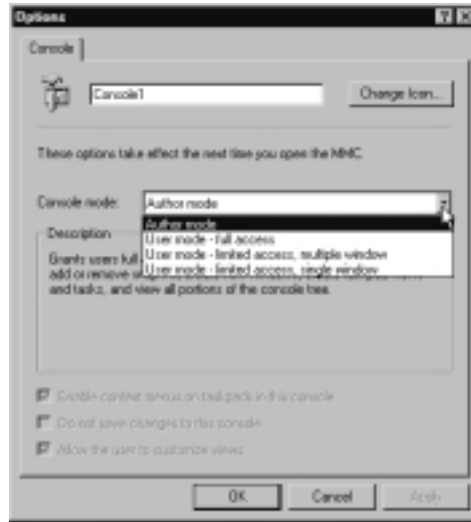 Options
Console
Console1
Change Icon...
These options take effect the next time you open the MMC.
Console mode:
Author mode
Author mode
User mode - full access
User mode - limited access, multiple window
User mode - limited access, single window
Description
Grants users full
add or remove
and tasks, and view all portions of the console tree.
Enable context menus on taskpads in this console
Do not save changes to this console
Allow the user to customize views
OK
Cancel
Apply